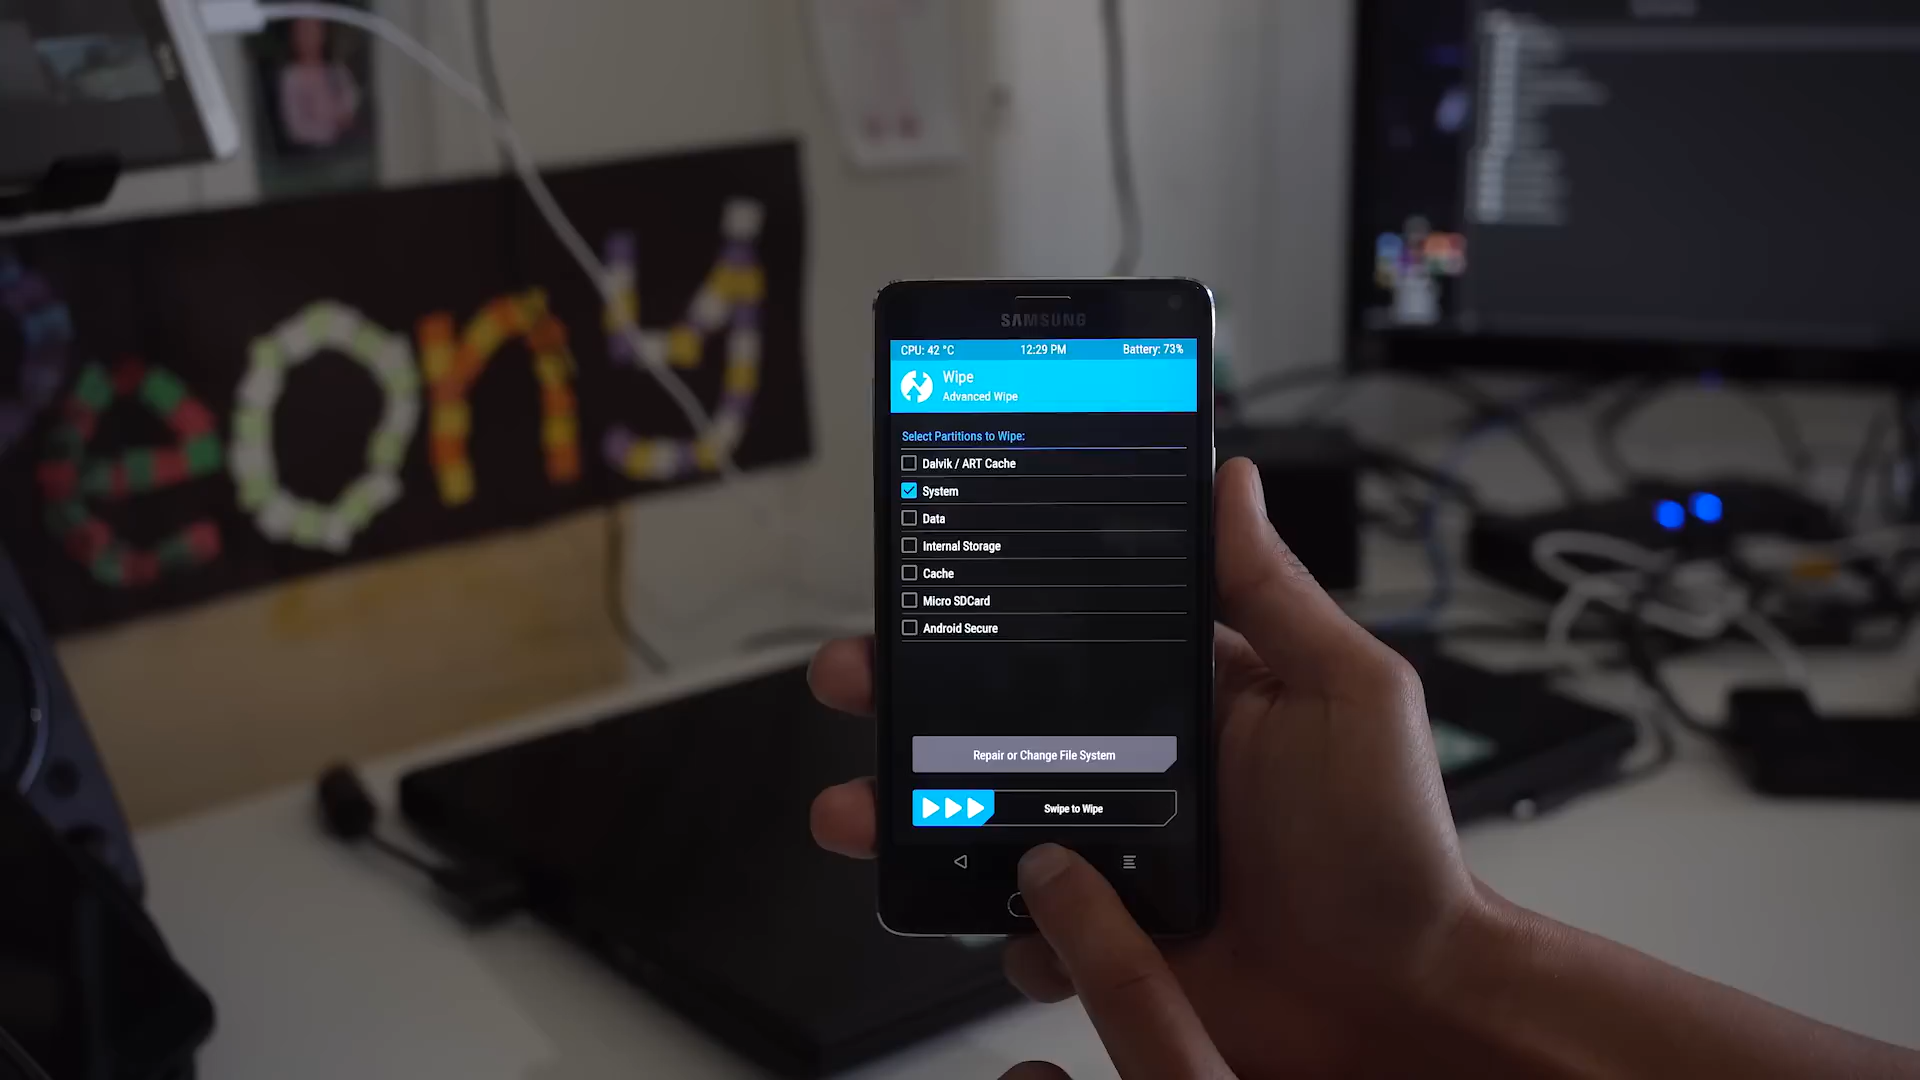 eony
SAMSUNG
CPU: 42 °C 12:29 PM Battery: 73%
Wipe
Advanced Wipe
Select Partitions to Wipe:
Dalvik / ART Cache
System
Data
Internal Storage
Cache
Micro SDCard
Android Secure
Repair or Change File System
Swipe to Wipe